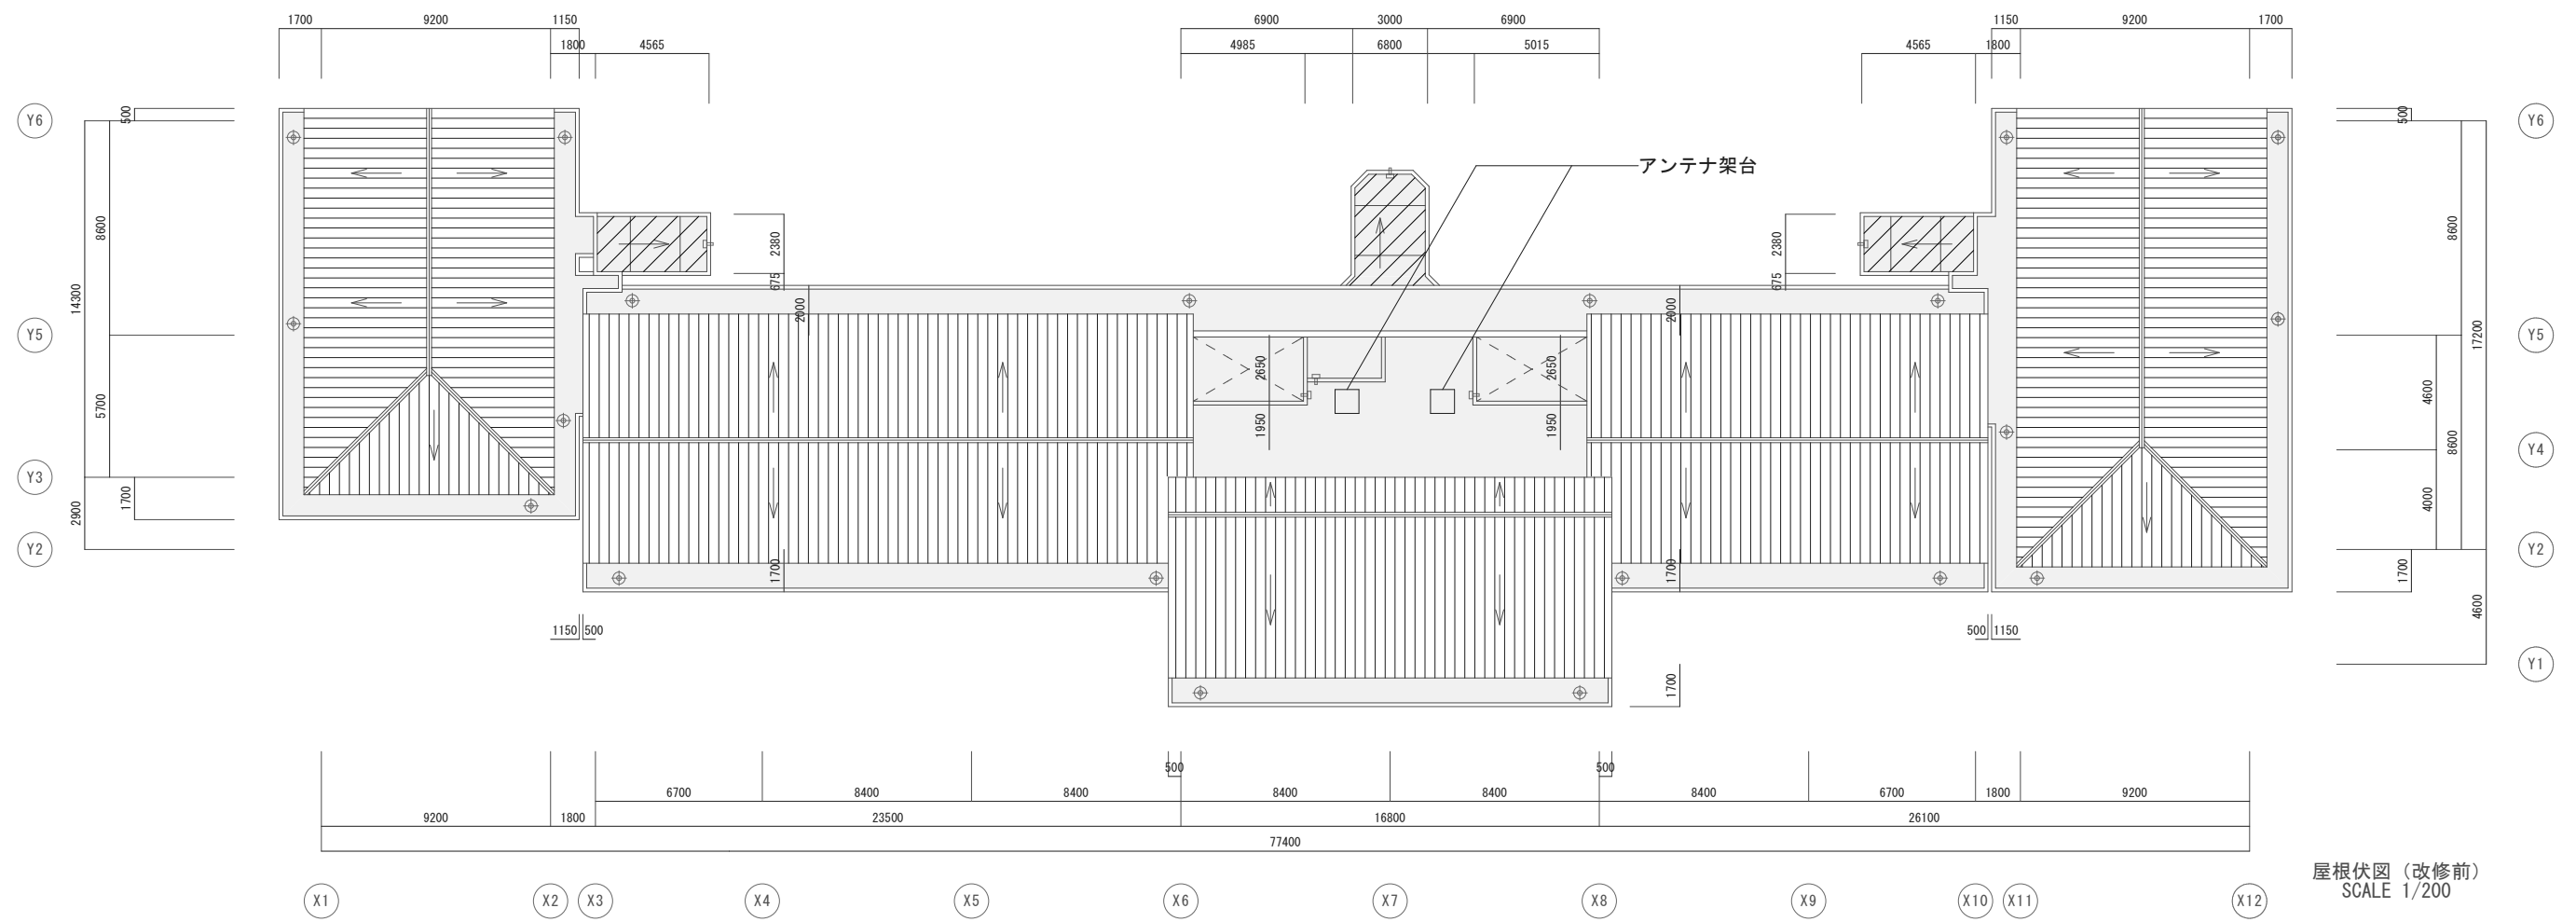 1700 9200 1150 6900 3000 6900 1150 9200 1700
1800 4565 4985 6800 5015 4565 1800
Y6 500 500 Y6
アンテナ架台
8600 2380 2380 8600
14300 675 2000 2000 675
Y5 17200 Y5
5700 2650 2650 4600
1950 1950 8600 Y4
Y3 2900 1700 4000
Y2 1700 1700 1700 Y2
4600
1150 500 500 1150
1700 Y1
500 500
6700 8400 8400 8400 8400 8400 6700 1800 9200
9200 1800 23500 16800 26100
77400
屋根伏図（改修前）
SCALE 1/200
X1 X2 X3 X4 X5 X6 X7 X8 X9 X10 X11 X12